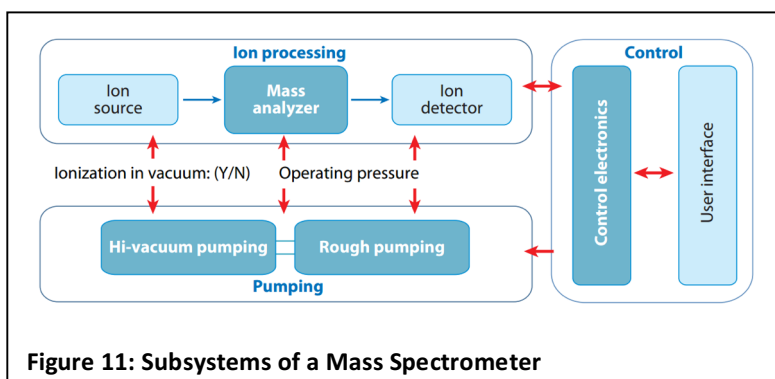 Ion processing
Ion
source
Mass
analyzer
Ion
detector
Ionization in vacuum: (Y/N)
Operating pressure
Hi-vacuum pumping
Rough pumping
Pumping
Control
Control electronics
User interface
Figure 11: Subsystems of a Mass Spectrometer